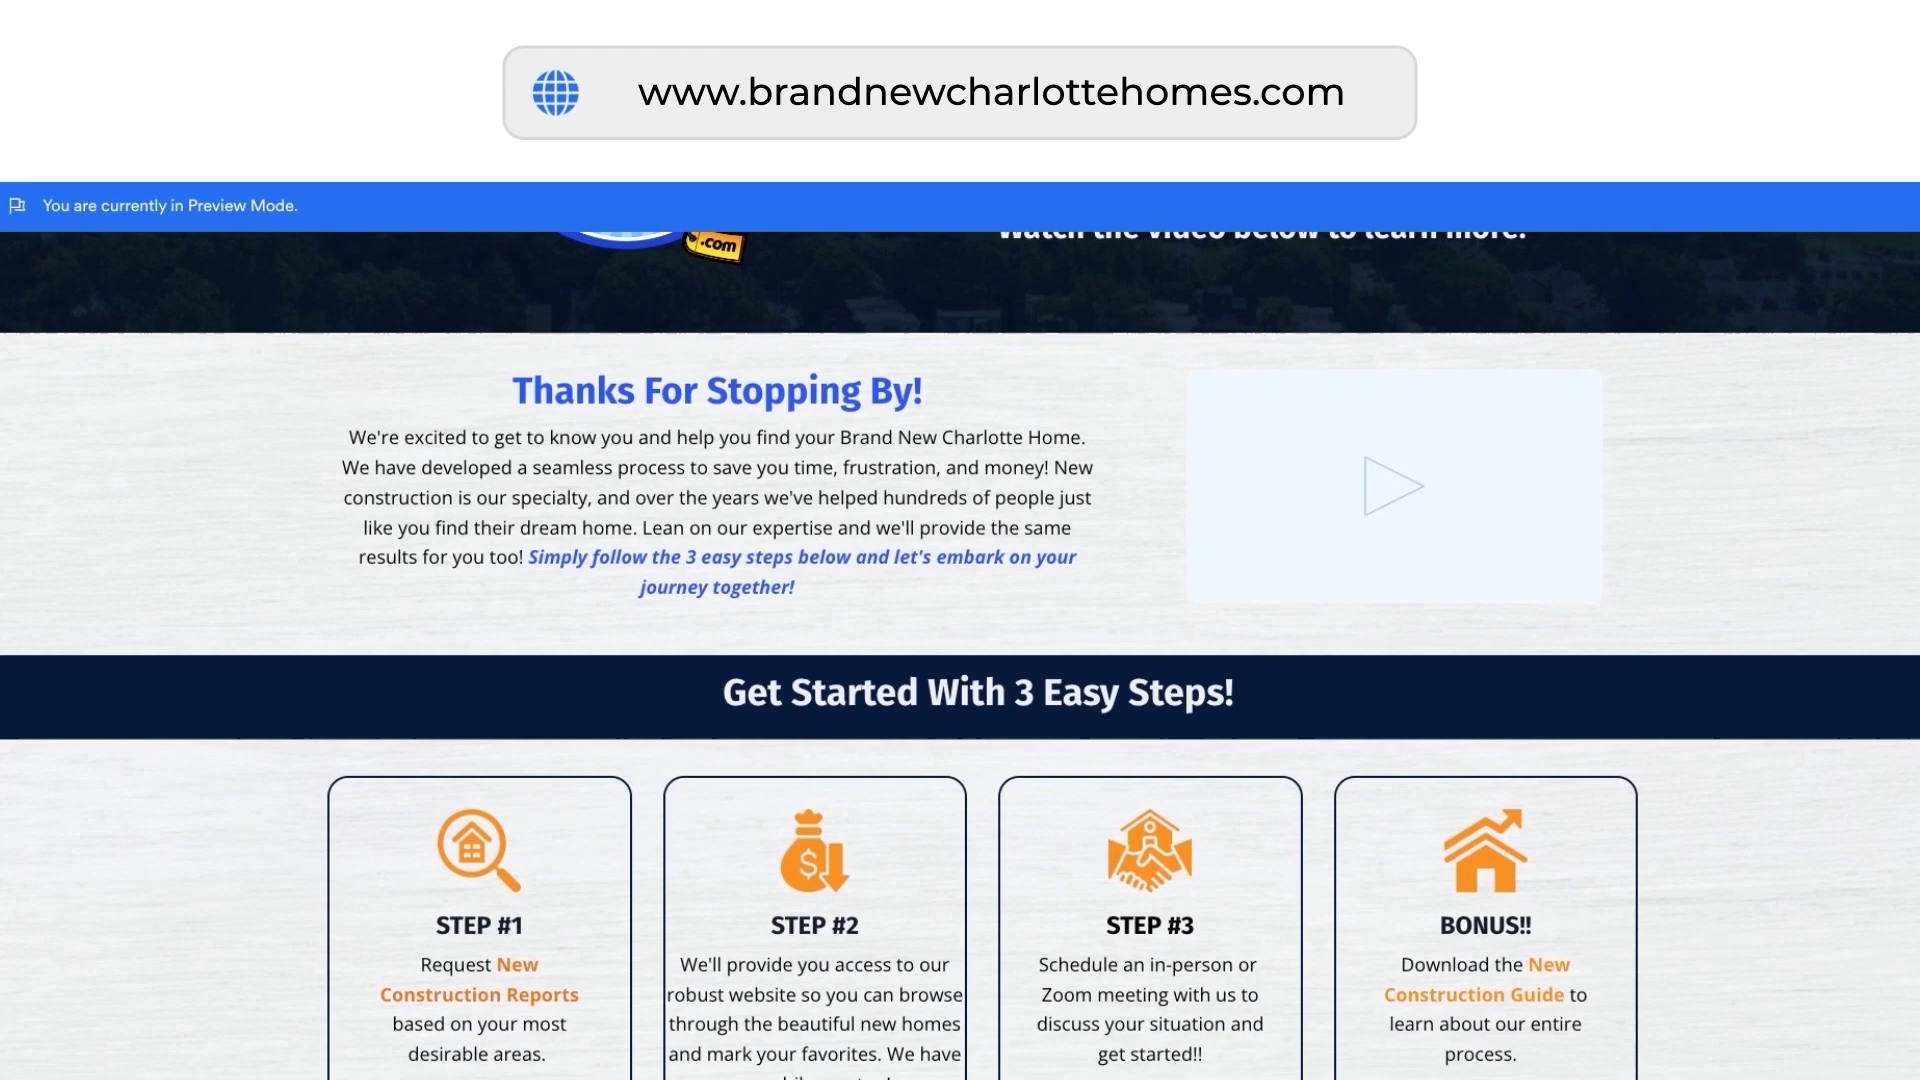 www.brandnewcharlottehomes.com
You are currently in Preview Mode.
.com
Watch the video below to learn more.
Thanks For Stopping By!
We're excited to get to know you and help you find your Brand New Charlotte Home.
We have developed a seamless process to save you time, frustration, and money! New
construction is our specialty, and over the years we've helped hundreds of people just
like you find their dream home. Lean on our expertise and we'll provide the same
results for you too! Simply follow the 3 easy steps below and let's embark on your
journey together!
Get Started With 3 Easy Steps!
STEP #1
Request New
Construction Reports
based on your most
desirable areas.
STEP #2
We'll provide you access to our
robust website so you can browse
through the beautiful new homes
and mark your favorites. We have
STEP #3
Schedule an in-person or
Zoom meeting with us to
discuss your situation and
get started!!
BONUS!!
Download the New
Construction Guide to
learn about our entire
process.